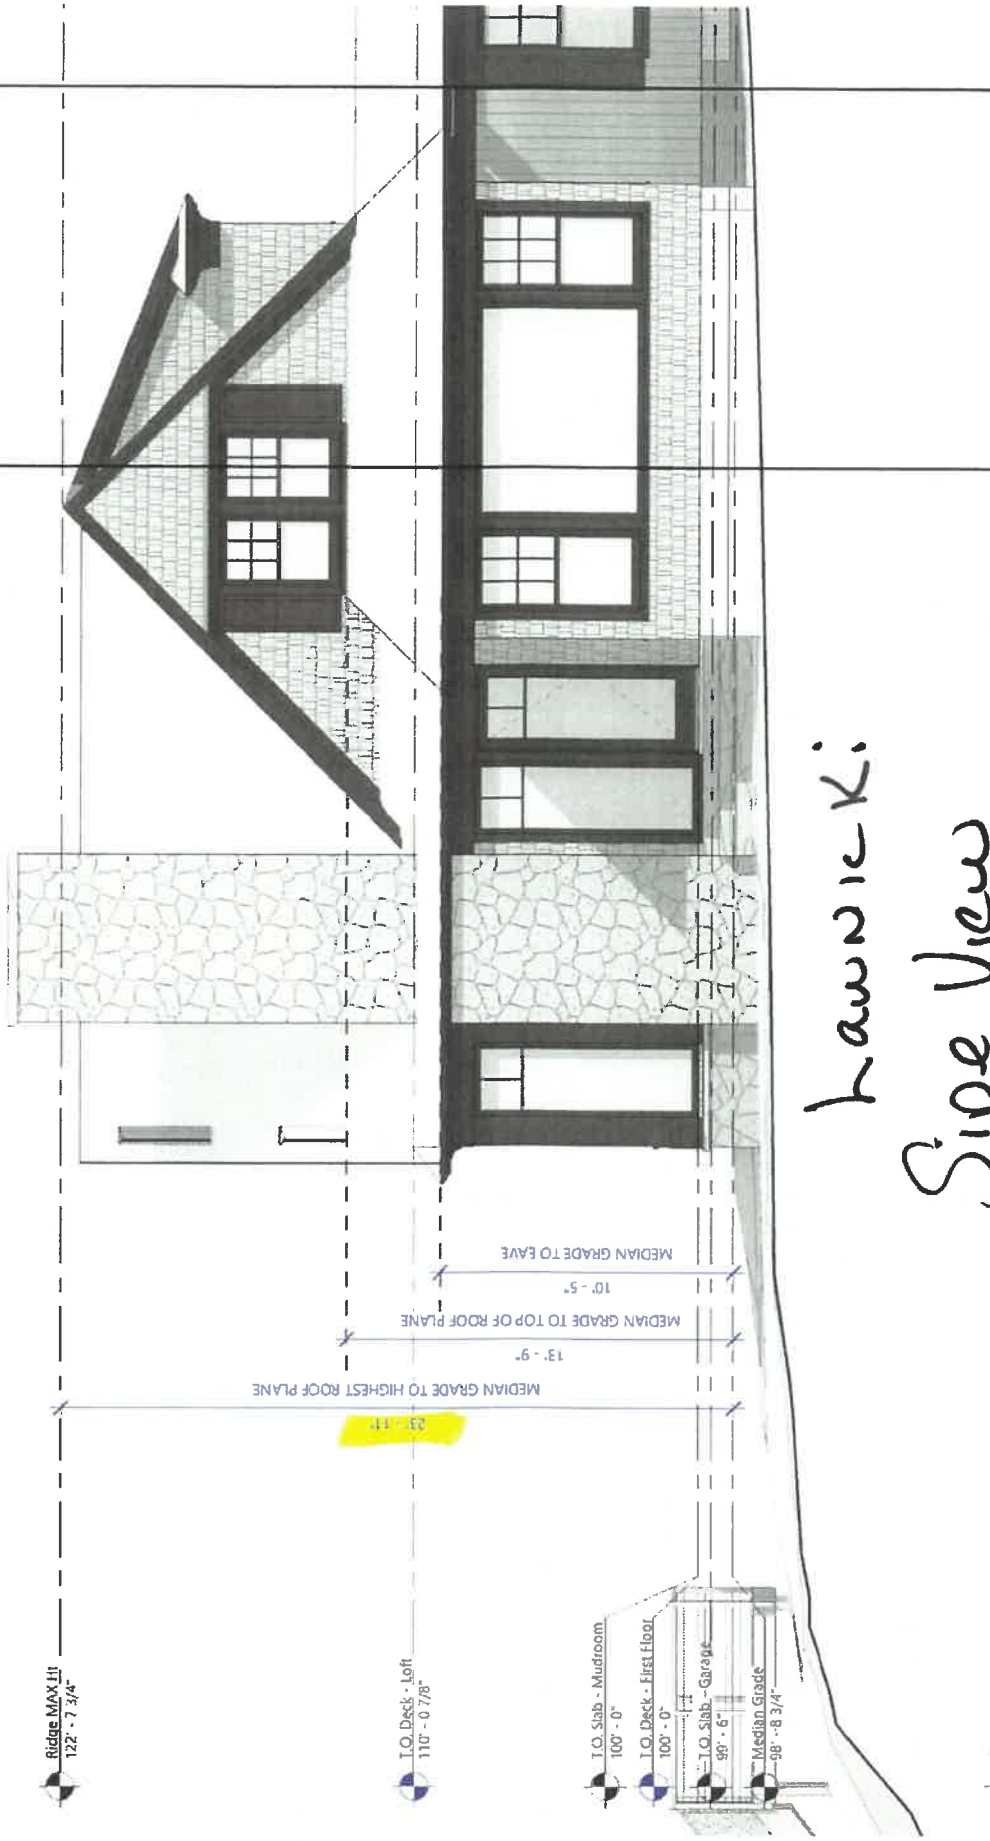 Ridge MAX Ht
122' - 7 3/4"
T.O. Deck - Loft
110' - 0 7/8"
T.O. Slab - Mudroom
100' - 0"
T.O. Deck - First Floor
100' - 0"
T.O. Slab - Garage
99' - 6"
Median Grade
98' - 8 3/4"
23' - 11"
MEDIAN GRADE TO HIGHEST ROOF PLANE
13' - 9"
MEDIAN GRADE TO TOP OF ROOF PLANE
10' - 5"
MEDIAN GRADE TO EAVE
Lawnick:
Side View